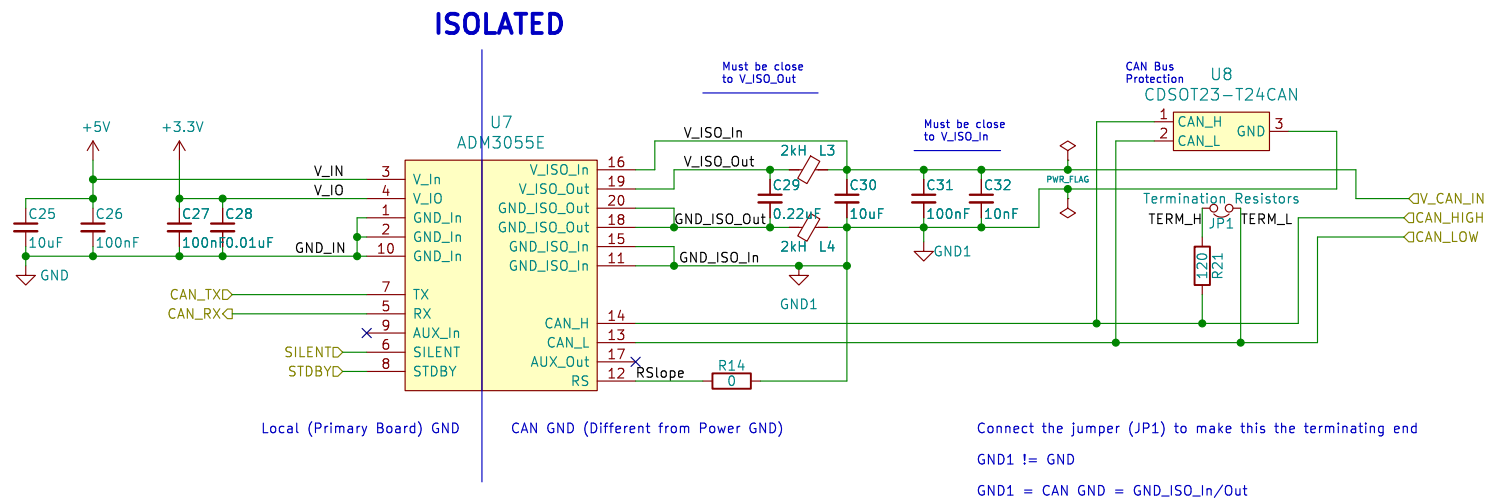 ISOLATED
Must be close
to V_ISO_Out
CAN Bus
Protection
U8
CDSOT23-T24CAN
1
CAN_H
2
CAN_L
GND
3
Must be close
to V_ISO_In
+5V
+3.3V
U7
ADM3055E
V_IN
3
V_In
V_IO
4
V_IO
1
GND_In
2
GND_In
GND_IN
10
GND_In
CAN_TX
7
TX
CAN_RX
5
RX
9
AUX_In
SILENT
6
SILENT
STDBY
8
STDBY
C25
10uF
C26
100nF
C27
100nF
C28
0.01uF
GND
V_ISO_In
16
V_ISO_In
V_ISO_Out
19
V_ISO_Out
GND_ISO_Out
20
GND_ISO_Out
18
GND_ISO_Out
GND_ISO_In
15
GND_ISO_In
11
GND_ISO_In
CAN_H
14
CAN_L
13
AUX_Out
17
RS
12
RSlope
R14
0
2kH L3
C29
0.22uF
2kH L4
C30
10uF
C31
100nF
C32
10nF
GND1
GND1
PWR_FLAG
Termination Resistors
TERM_H
JP1
TERM_L
120
R21
V_CAN_IN
CAN_HIGH
CAN_LOW
Local (Primary Board) GND
CAN GND (Different from Power GND)
Connect the jumper (JP1) to make this the terminating end
GND1 != GND
GND1 = CAN GND = GND_ISO_In/Out